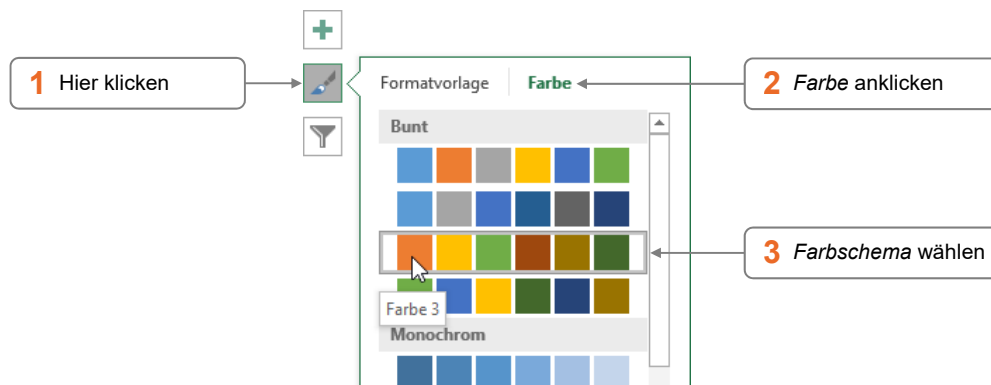 1 Hier klicken
Formatvorlage Farbe
2 Farbe anklicken
Bunt
3 Farbschema wählen
Farbe 3
Monochrom